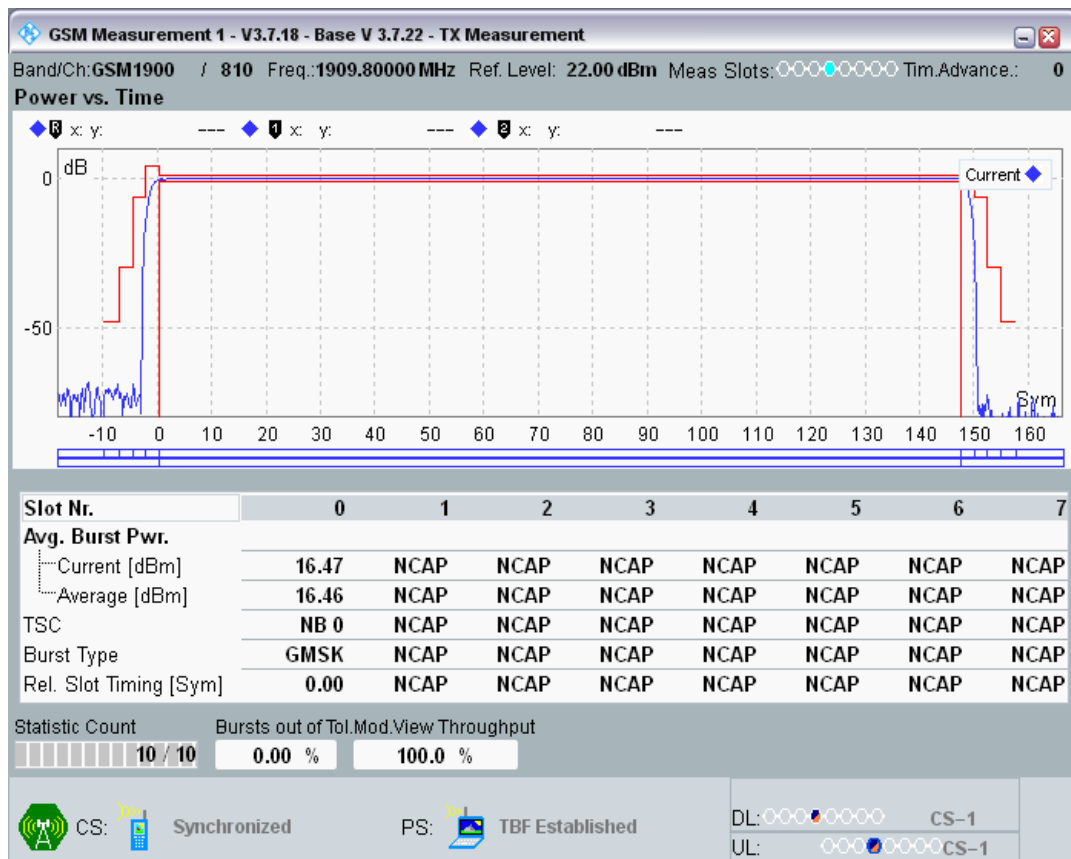 GSM Measurement 1 - V3.7.18 - Base V 3.7.22 - TX Measurement
Band/Ch:GSM1900 / 810 Freq.:1909.80000 MHz Ref. Level: 22.00 dBm Meas Slots: Tim.Advance.: 0
Power vs. Time
R x: y: --- 1 x: y: --- 2 x: y: ---
dB
0
Current
-50
Sym
-10 0 10 20 30 40 50 60 70 80 90 100 110 120 130 140 150 160
Slot Nr. 0 1 2 3 4 5 6 7
Avg. Burst Pwr.
Current [dBm] 16.47 NCAP NCAP NCAP NCAP NCAP NCAP NCAP
Average [dBm] 16.46 NCAP NCAP NCAP NCAP NCAP NCAP NCAP
TSC NB 0 NCAP NCAP NCAP NCAP NCAP NCAP NCAP
Burst Type GMSK NCAP NCAP NCAP NCAP NCAP NCAP NCAP
Rel. Slot Timing [Sym] 0.00 NCAP NCAP NCAP NCAP NCAP NCAP NCAP
Statistic Count Bursts out of Tol.Mod.View Throughput
10 / 10 0.00 % 100.0 %
CS: Synchronized PS: TBF Established
DL: CS-1
UL: CS-1